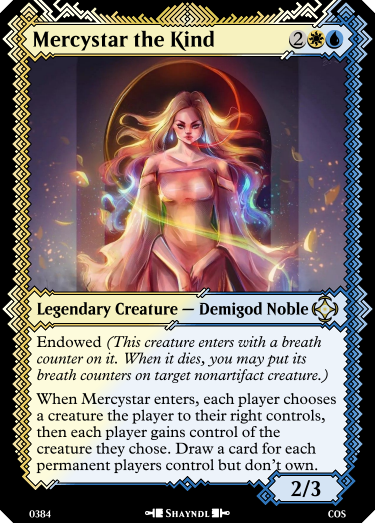 Mercystar the Kind 2
Legendary Creature — Demigod Noble
Endowed (This creature enters with a breath
counter on it. When it dies, you may put its
breath counters on target nonartifact creature.)
When Mercystar enters, each player chooses
a creature the player to their right controls,
then each player gains control of the
creature they chose. Draw a card for each
permanent players control but don't own.
2/3
0384 SHAYNDL COS